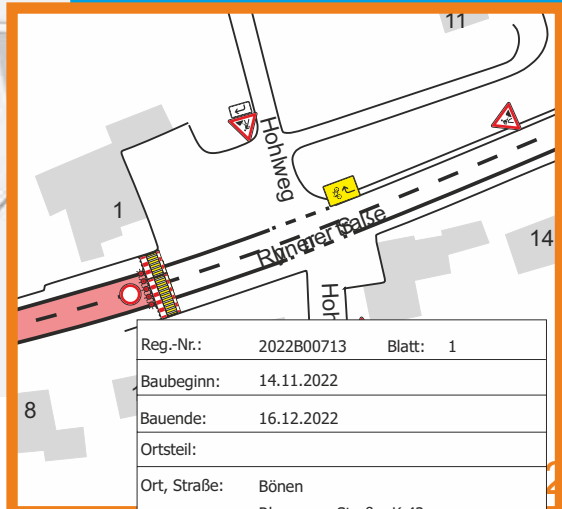 11
Hohlweg
1
Rhynerer Straße
14
8
Reg.-Nr.: 2022B00713 Blatt: 1
Baubeginn: 14.11.2022
Bauende: 16.12.2022
Ortsteil:
Ort, Straße: Bönen